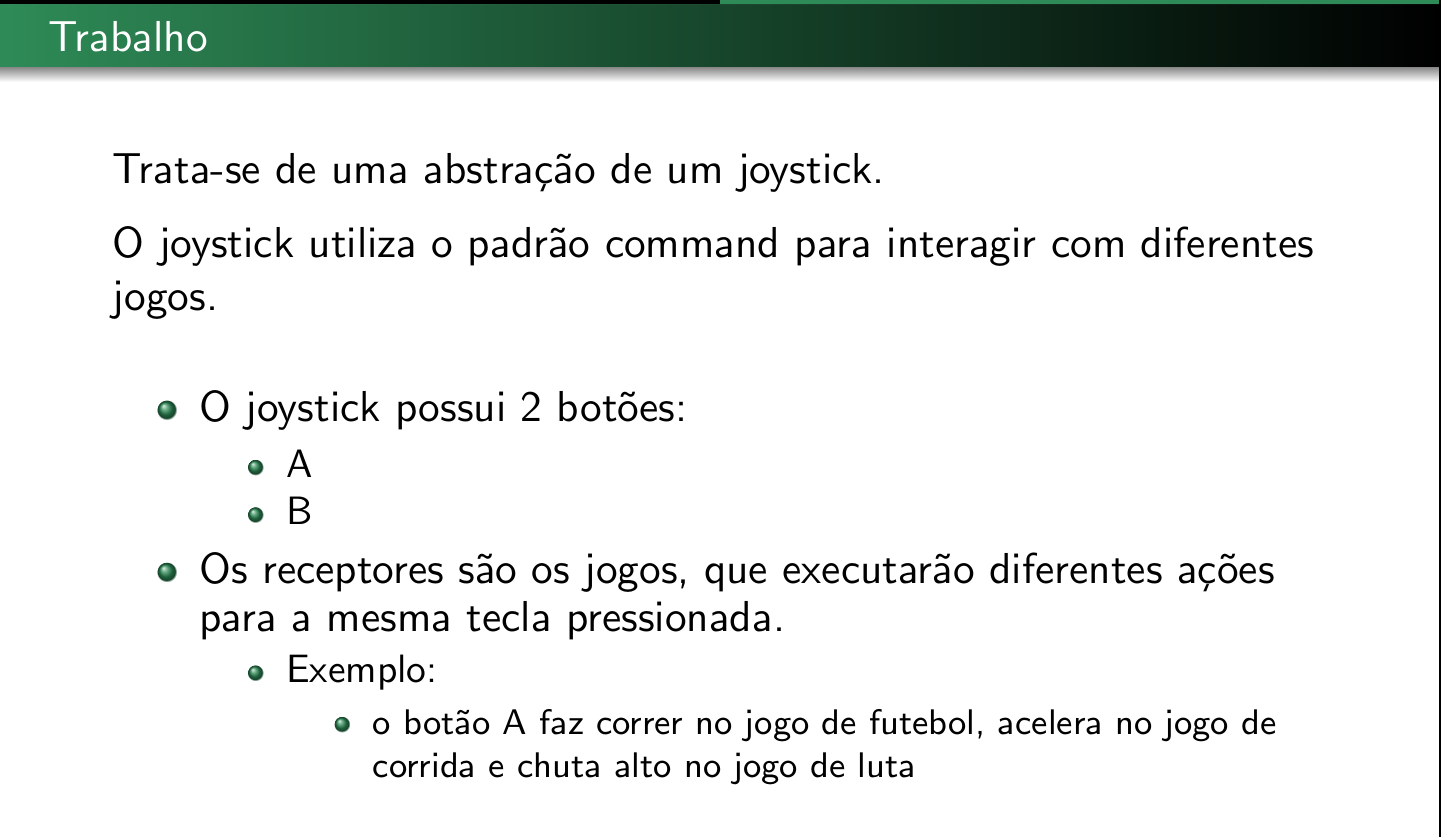 Trabalho
Trata-se de uma abstração de um joystick.
O joystick utiliza o padrão command para interagir com diferentes
jogos.
O joystick possui 2 botões:
A
B
Os receptores são os jogos, que executarão diferentes ações
para a mesma tecla pressionada.
Exemplo:
o botão A faz correr no jogo de futebol, acelera no jogo de
corrida e chuta alto no jogo de luta